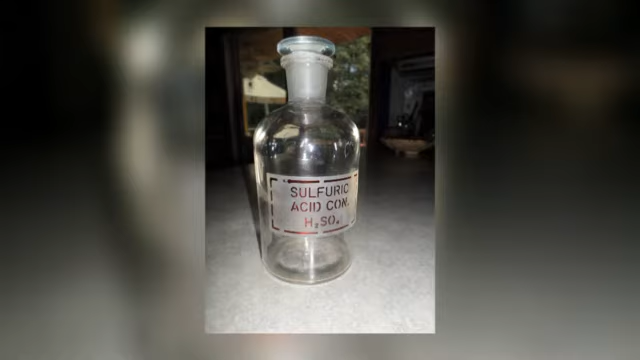 SULFURIC
ACID CON.
H₂SO₄